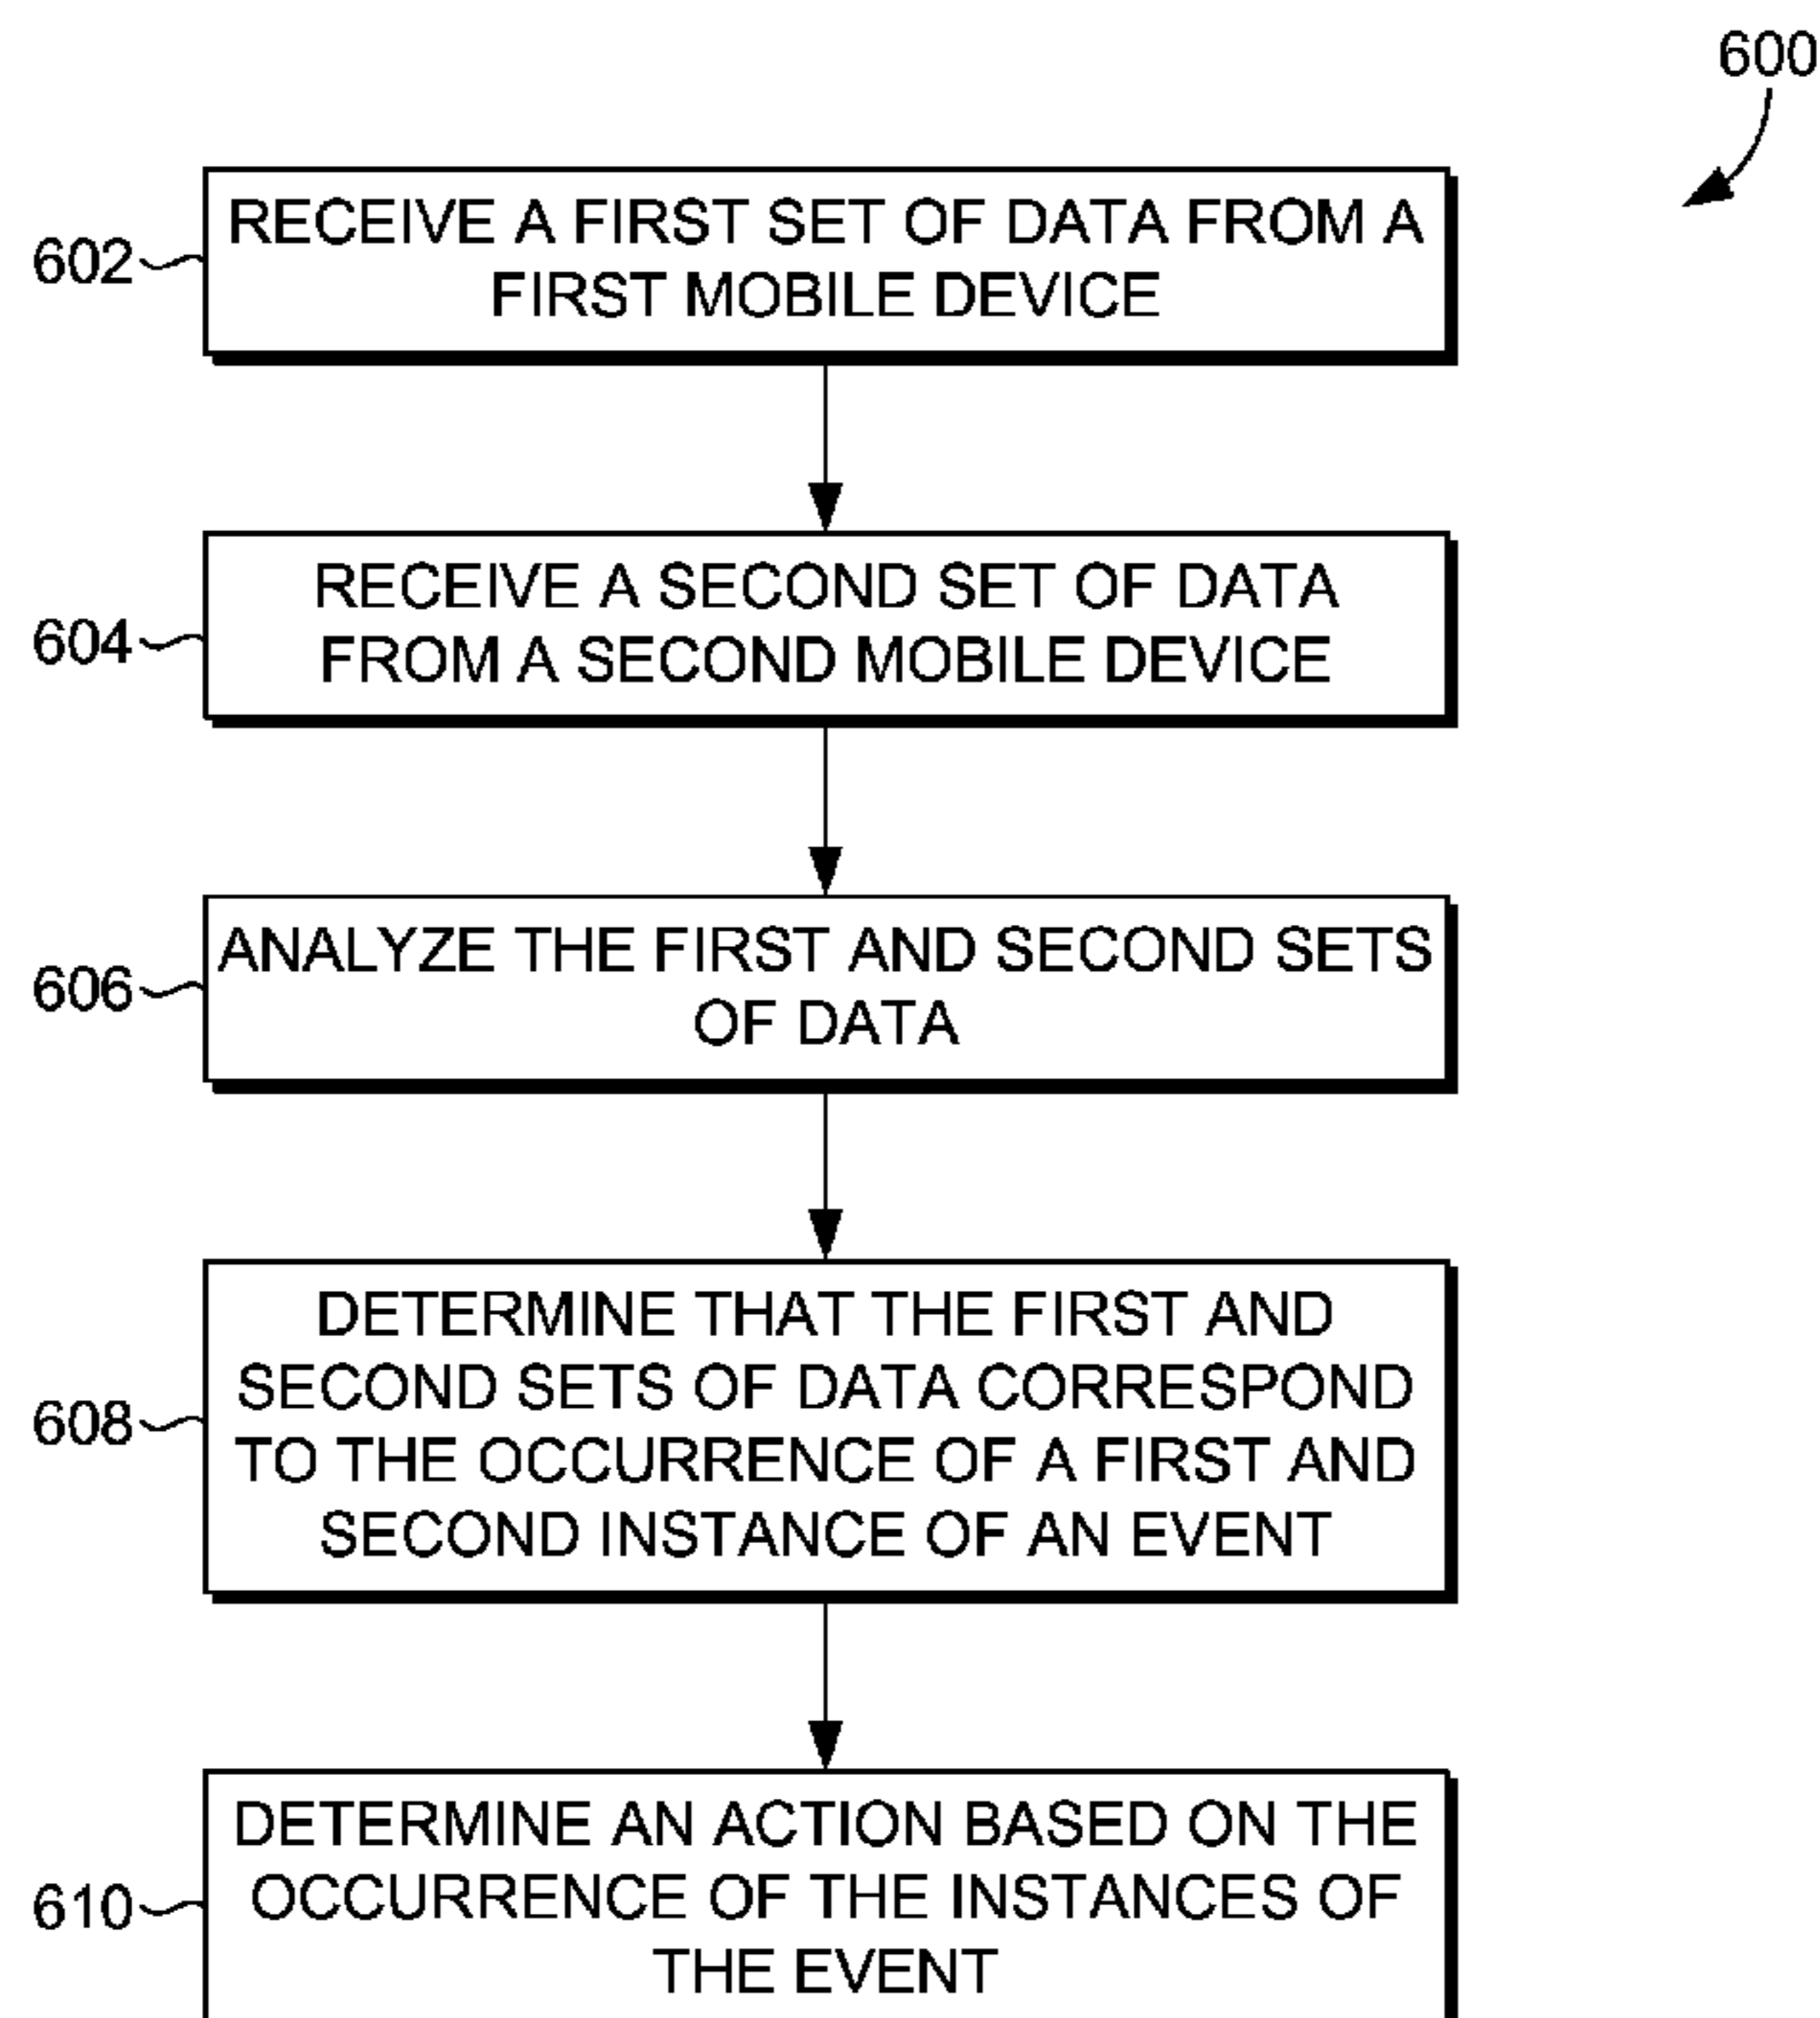 600
RECEIVE A FIRST SET OF DATA FROM A
FIRST MOBILE DEVICE
602
RECEIVE A SECOND SET OF DATA
FROM A SECOND MOBILE DEVICE
604
ANALYZE THE FIRST AND SECOND SETS
OF DATA
606
DETERMINE THAT THE FIRST AND
SECOND SETS OF DATA CORRESPOND
TO THE OCCURRENCE OF A FIRST AND
SECOND INSTANCE OF AN EVENT
608
DETERMINE AN ACTION BASED ON THE
OCCURRENCE OF THE INSTANCES OF
THE EVENT
610